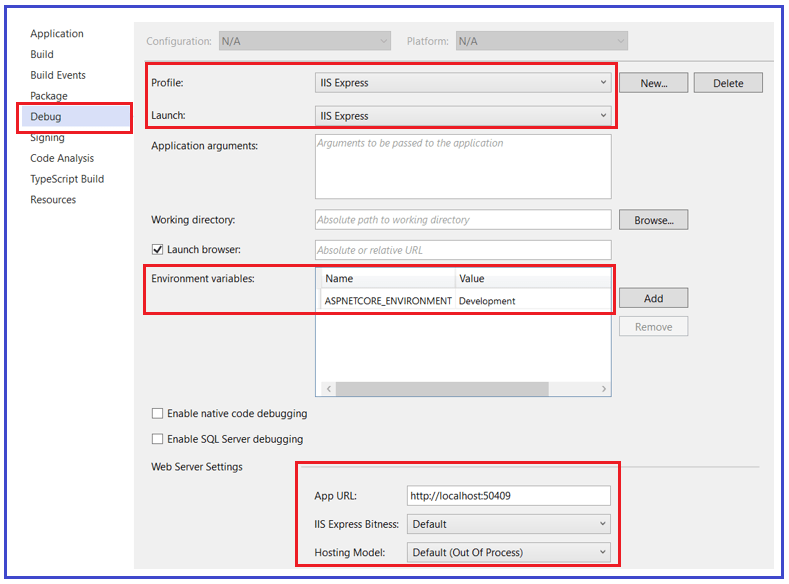 Application
Build
Build Events
Package
Debug
Signing
Code Analysis
TypeScript Build
Resources
Configuration: N/A Platform: N/A
Profile: IIS Express New... Delete
Launch: IIS Express
Application arguments: Arguments to be passed to the application
Working directory: Absolute path to working directory Browse...
Launch browser: Absolute or relative URL
Environment variables: Name Value
ASPNETCORE_ENVIRONMENT Development
Add
Remove
Enable native code debugging
Enable SQL Server debugging
Web Server Settings
App URL: http://localhost:50409
IIS Express Bitness: Default
Hosting Model: Default (Out Of Process)